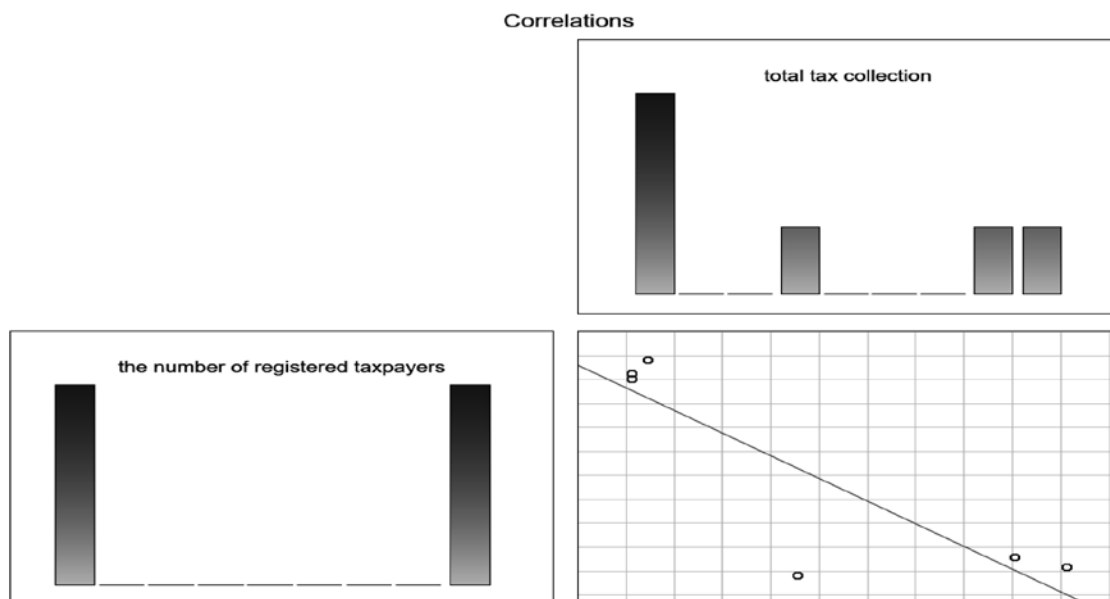 Correlations
total tax collection
the number of registered taxpayers